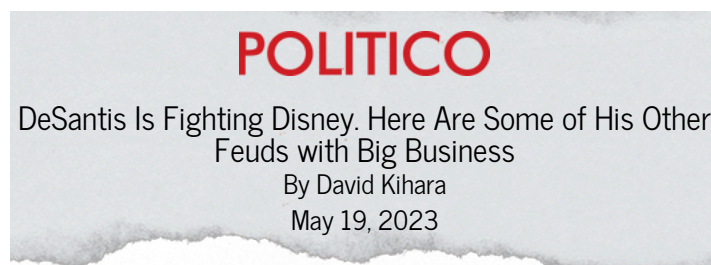 POLITICO
DeSantis Is Fighting Disney. Here Are Some of His Other
Feuds with Big Business
By David Kihara
May 19, 2023